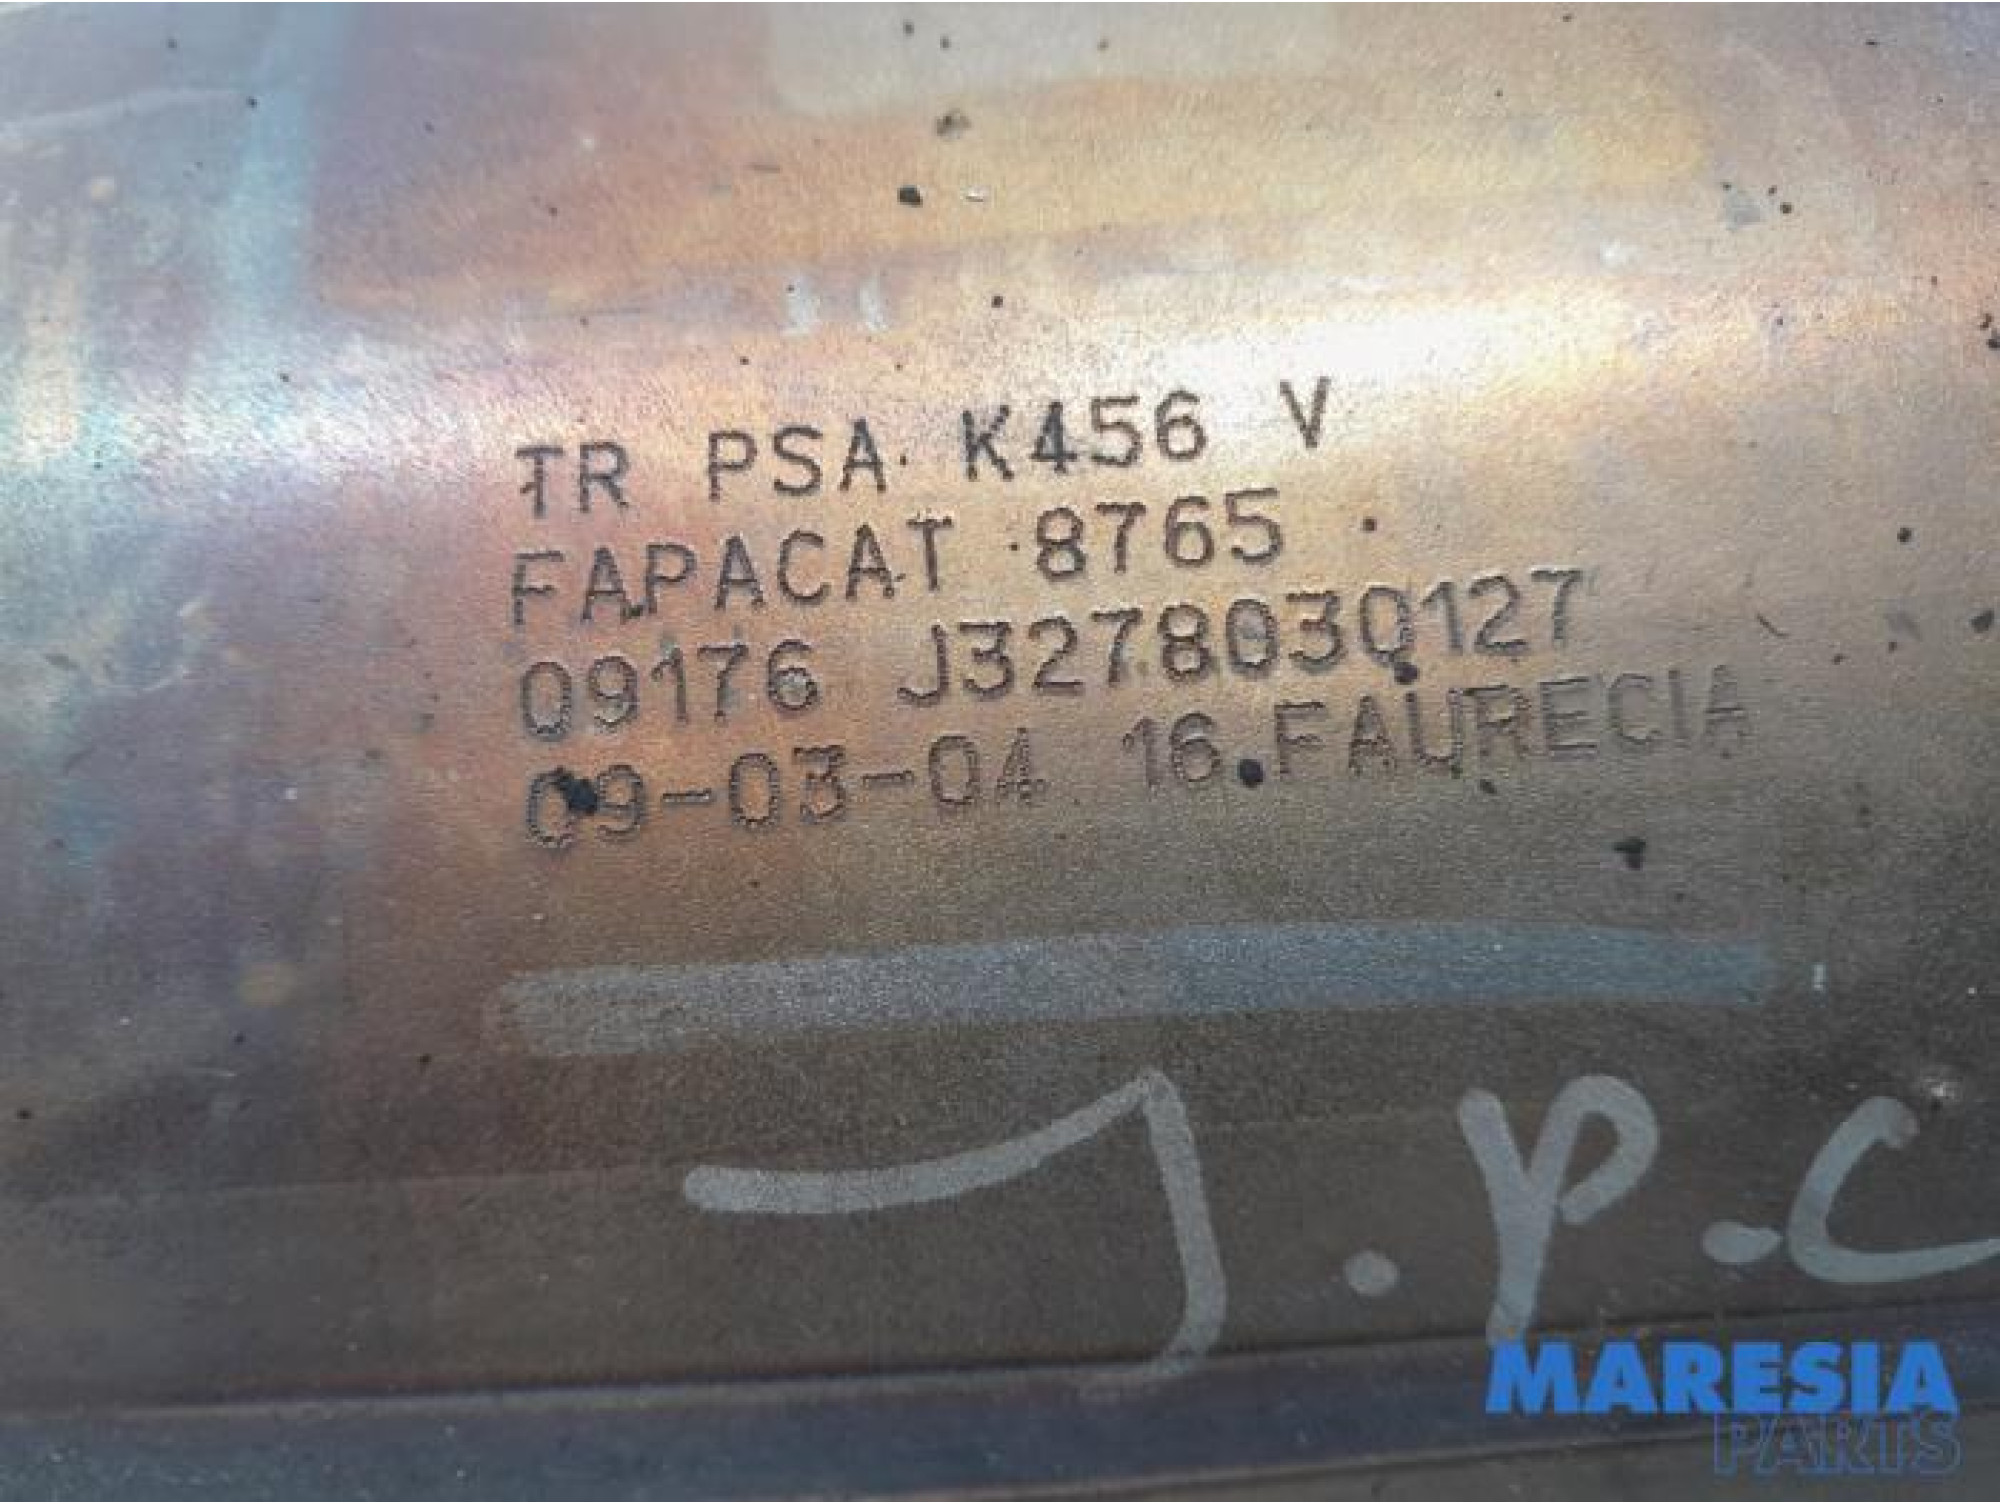 TR PSA K456 V
FAPACAT 8765
09176 J3278030127
09-03-04 16 FAURECIA
J.P.C
MARESIA
PARTS